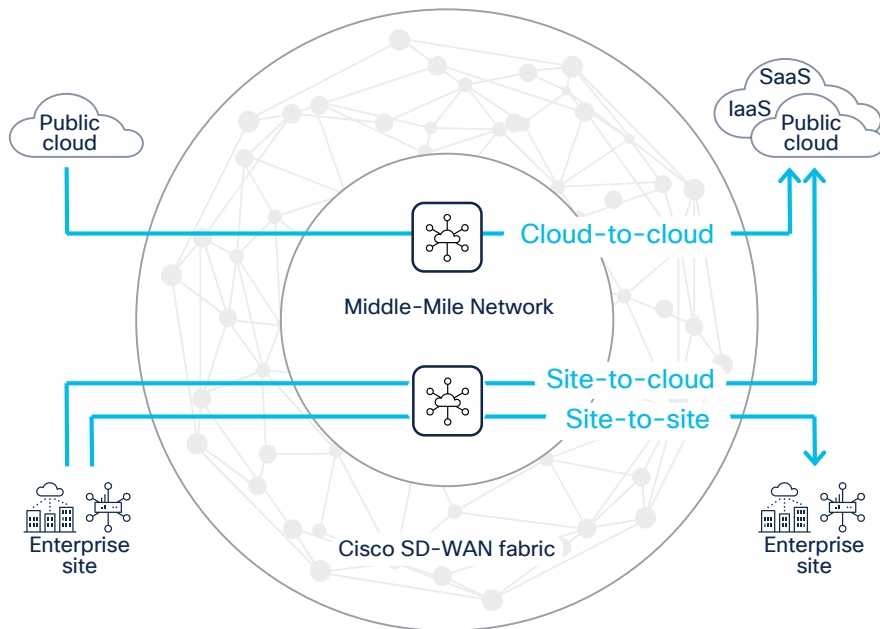 Public
cloud
SaaS
IaaS
Public
cloud
Cloud-to-cloud
Middle-Mile Network
Site-to-cloud
Site-to-site
Enterprise
site
Cisco SD-WAN fabric
Enterprise
site